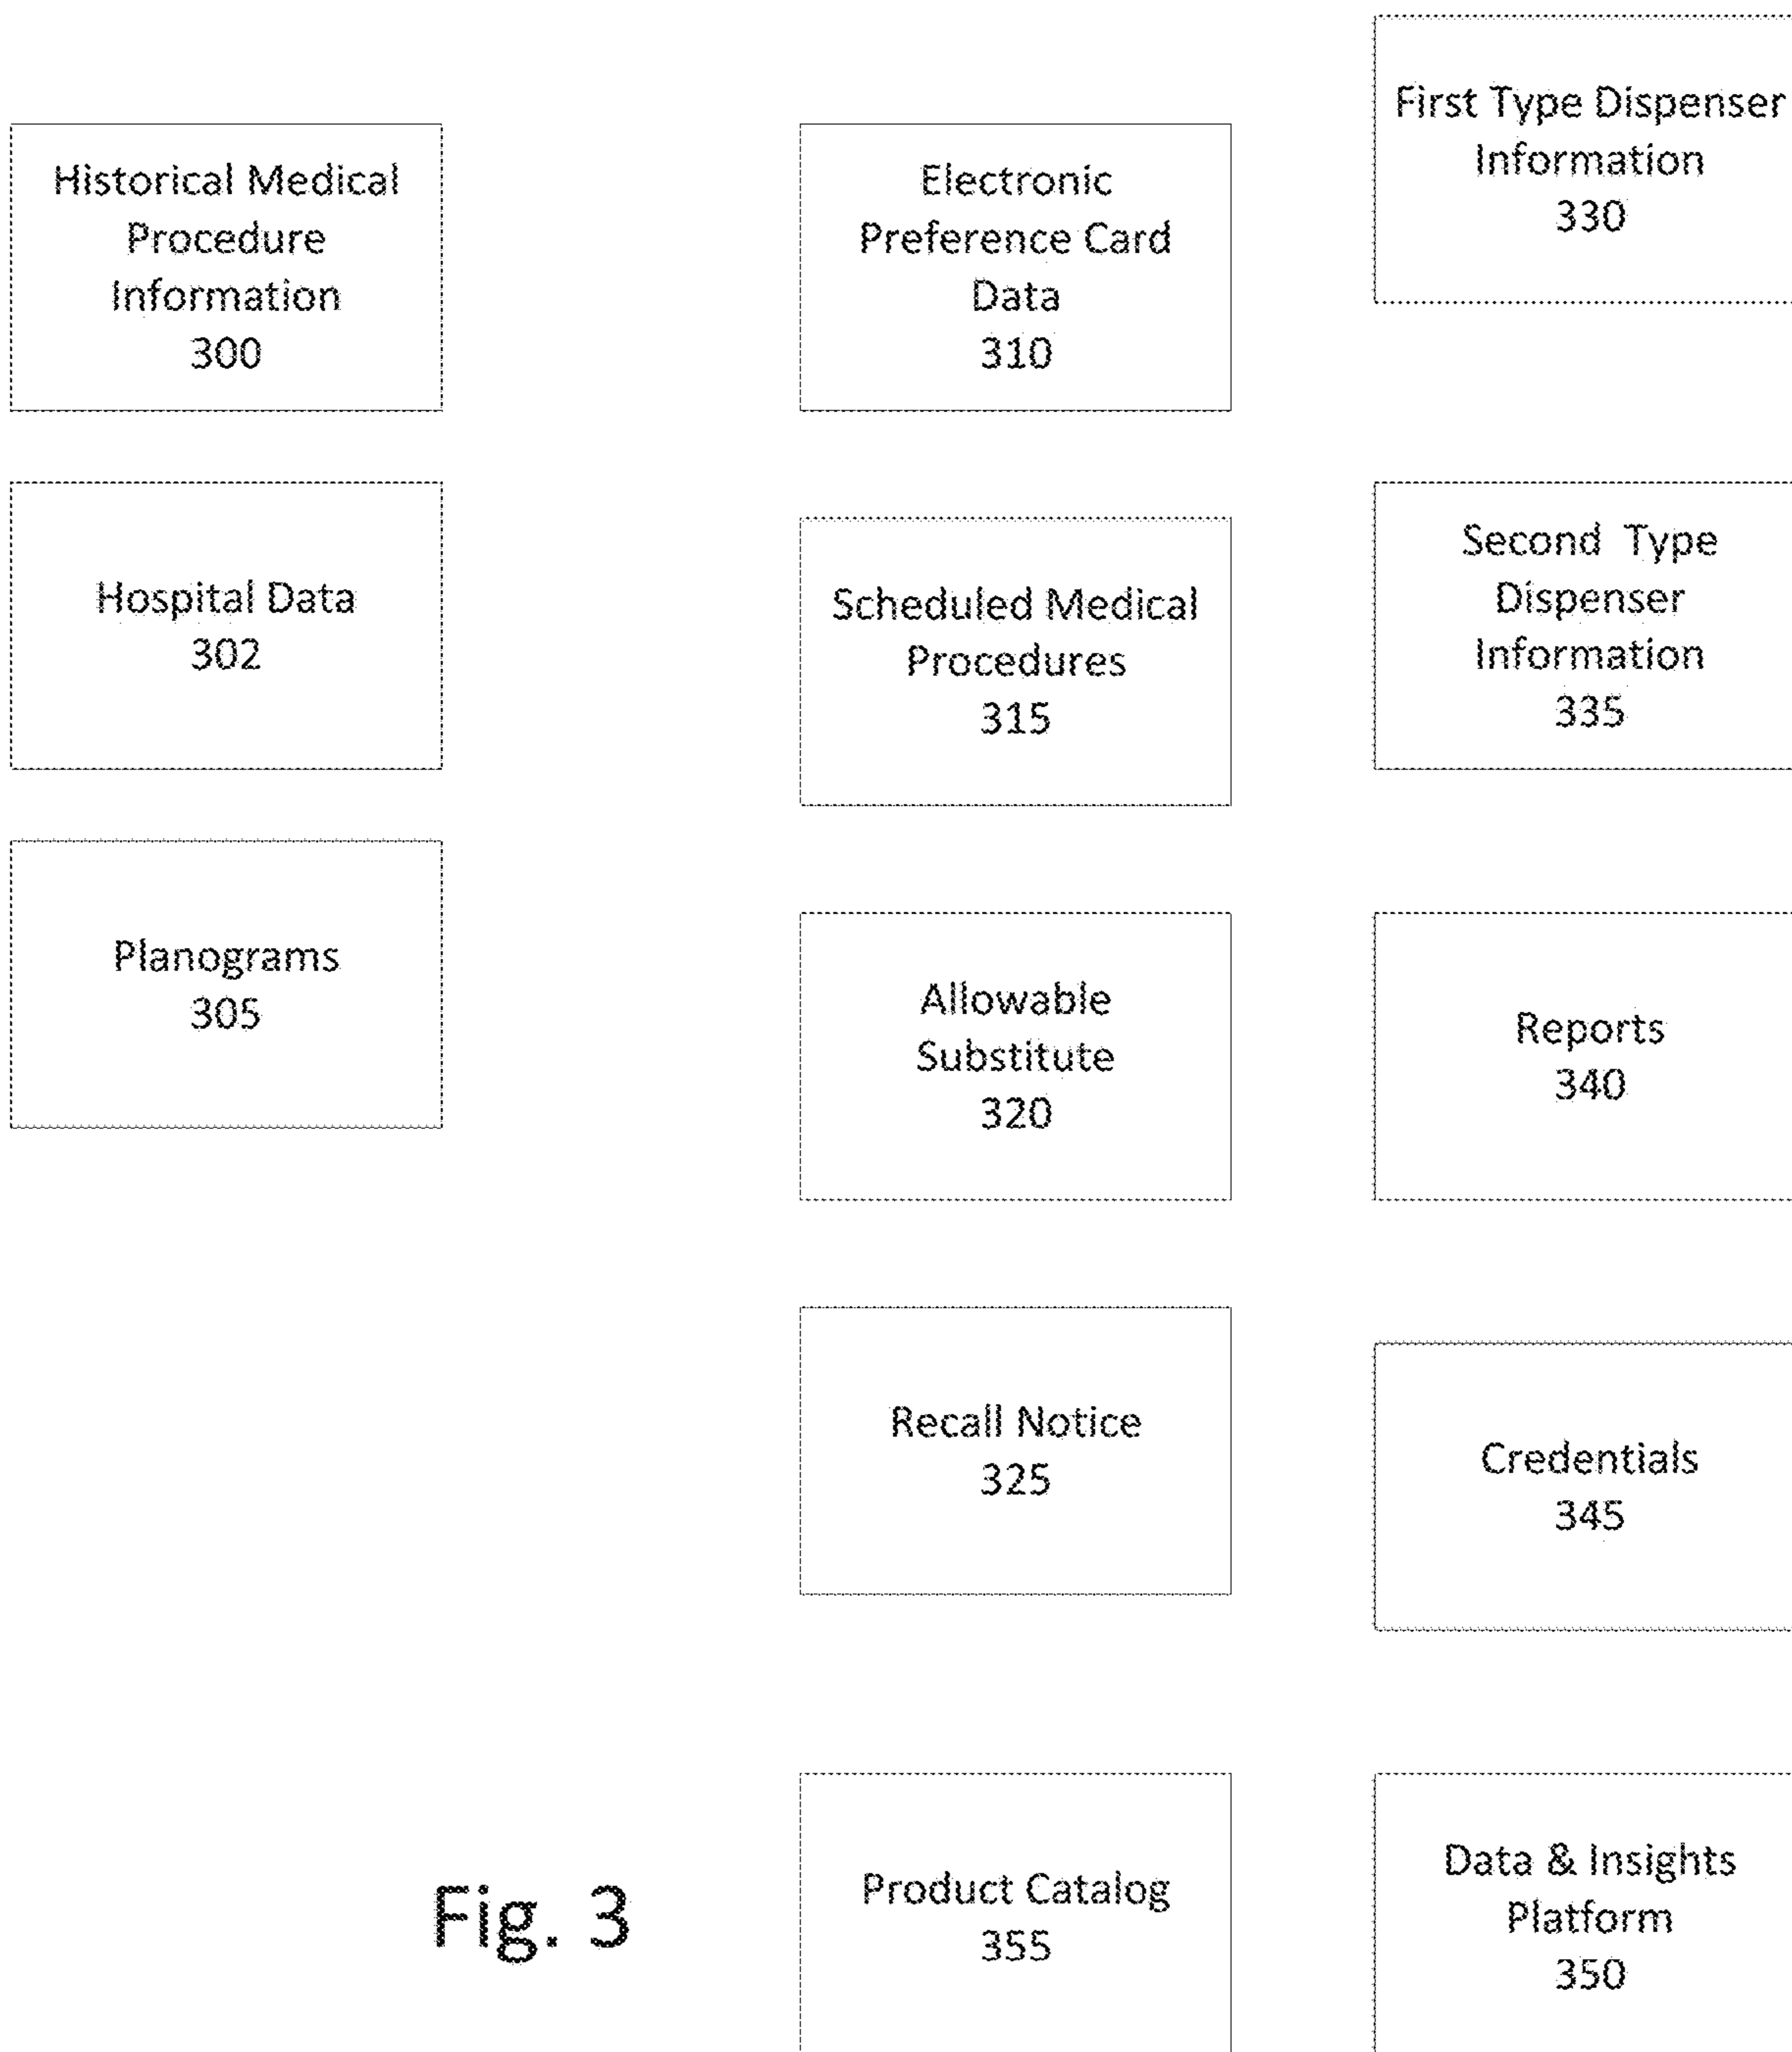 Historical Medical
Procedure
Information
300
Hospital Data
302
Planograms
305
Electronic
Preference Card
Data
310
Scheduled Medical
Procedures
315
Allowable
Substitute
320
Recall Notice
325
Product Catalog
355
First Type Dispenser
Information
330
Second Type
Dispenser
Information
335
Reports
340
Credentials
345
Data & Insights
Platform
350
Fig. 3